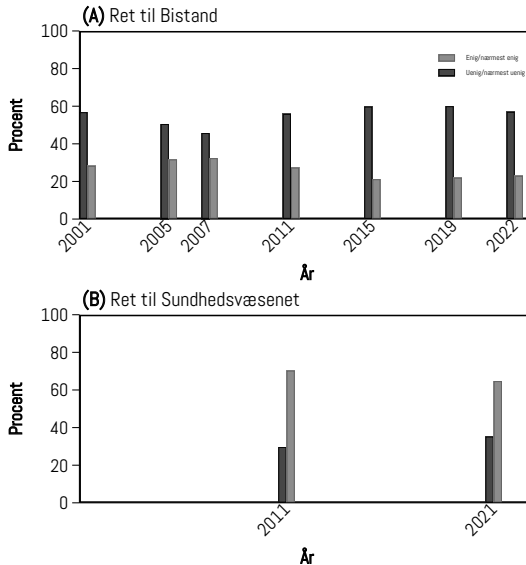 (A) Ret til Bistand
100
80
60
40
20
0
Procent
Enig/nærmest enig
Uenig/nærmest uenig
2001
2005
2007
2011
2015
2019
2022
År
(B) Ret til Sundhedsvæsenet
100
80
60
40
20
0
Procent
2011
2021
År